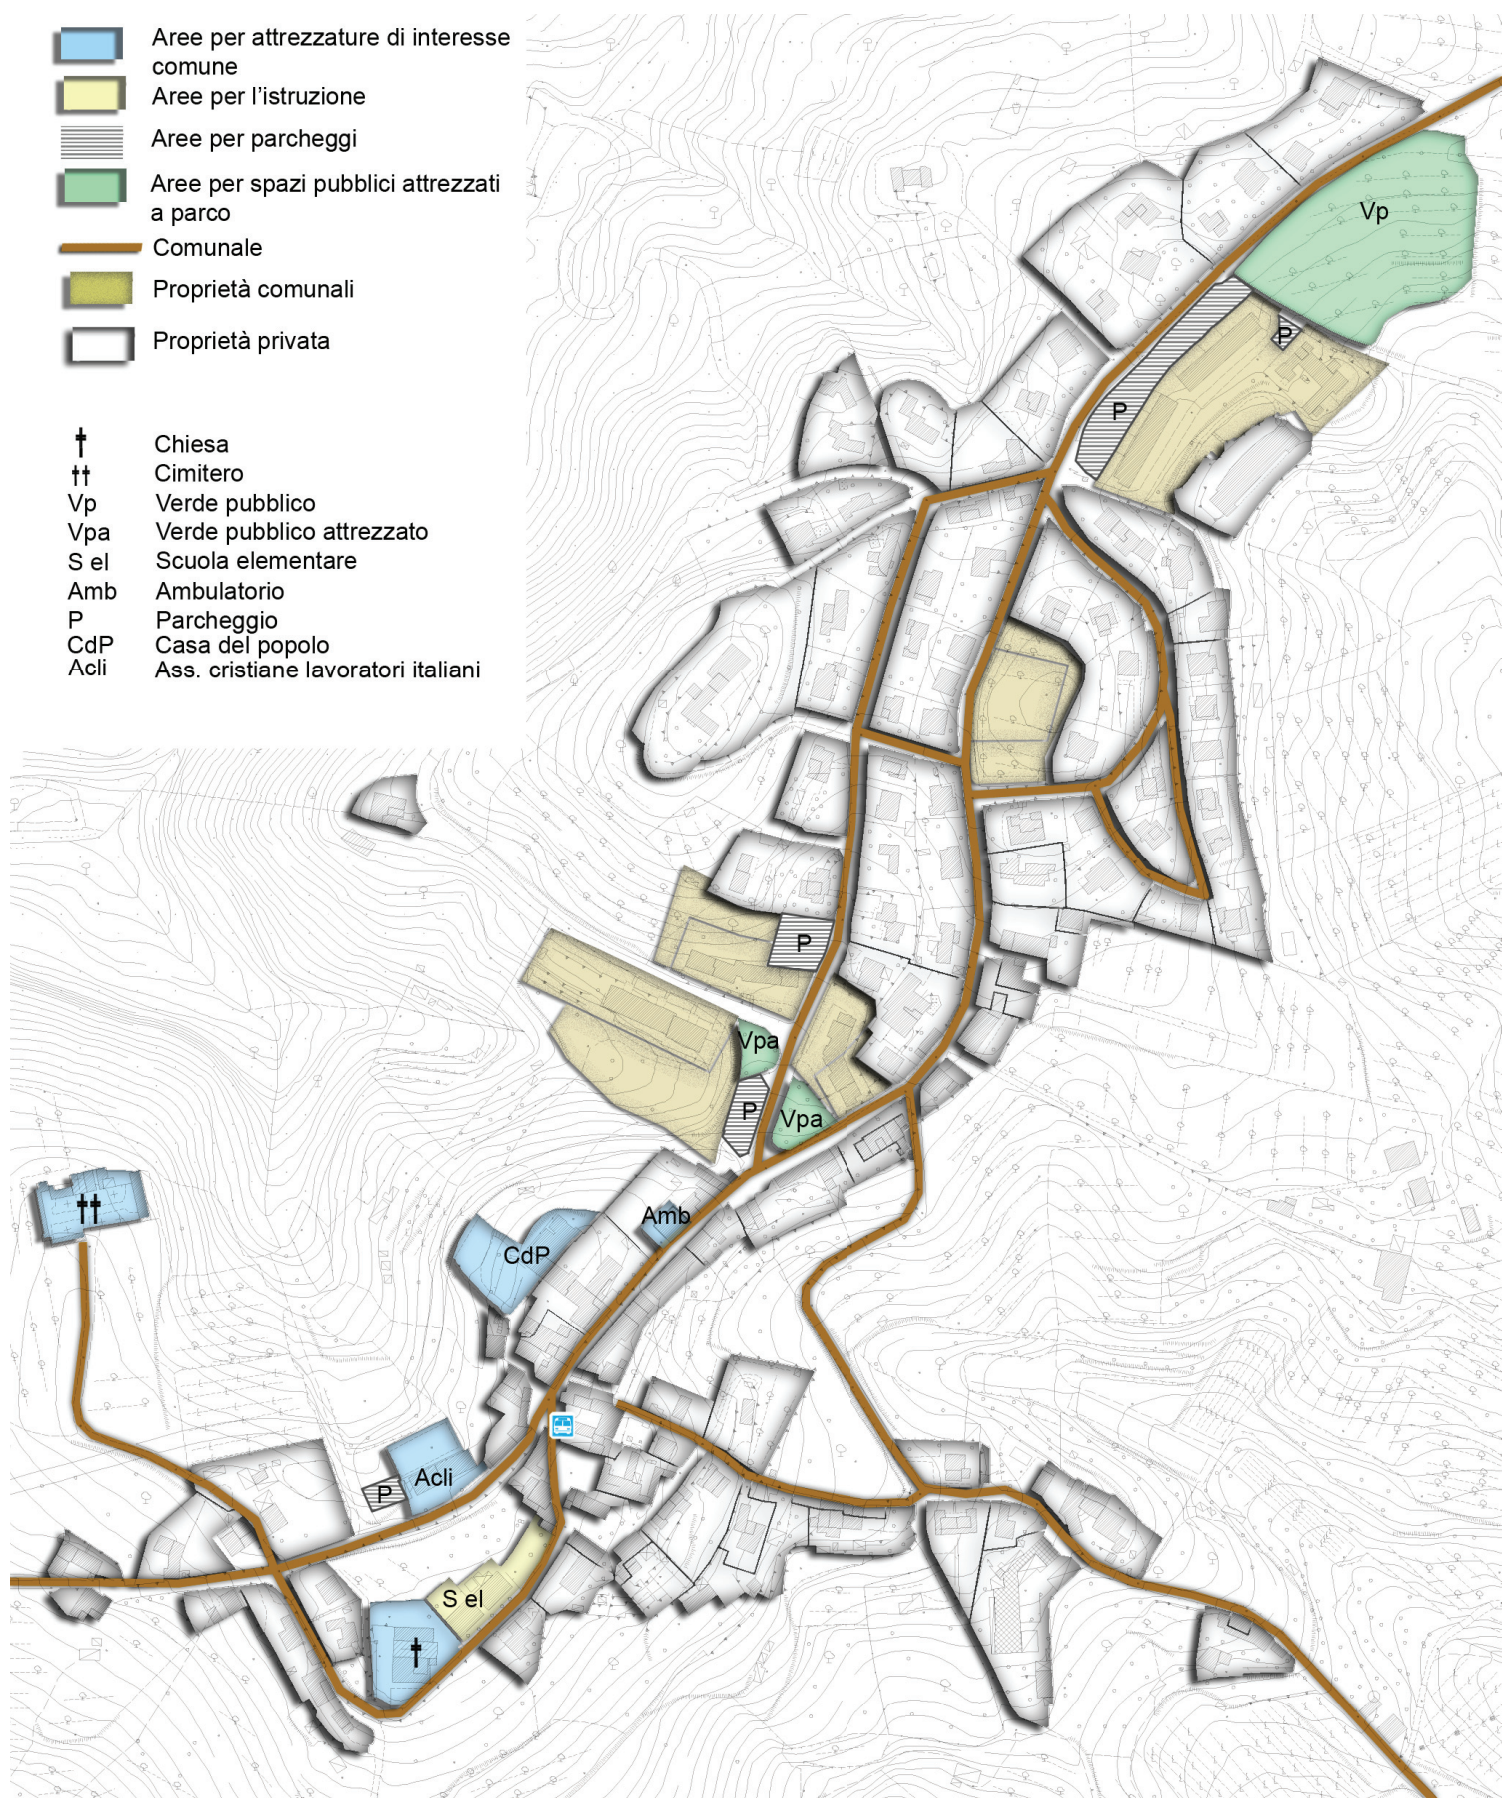 Aree per attrezzature di interesse
comune
Aree per l'istruzione
Aree per parcheggi
Aree per spazi pubblici attrezzati
a parco
Comunale
Proprietà comunali
Proprietà privata
Chiesa
Cimitero
Vp Verde pubblico
Vpa Verde pubblico attrezzato
S el Scuola elementare
Amb Ambulatorio
P Parcheggio
CdP Casa del popolo
Acli Ass. cristiane lavoratori italiani
Vp
P
P
P
Vpa
P
Vpa
Amb
CdP
Acli
P
S el